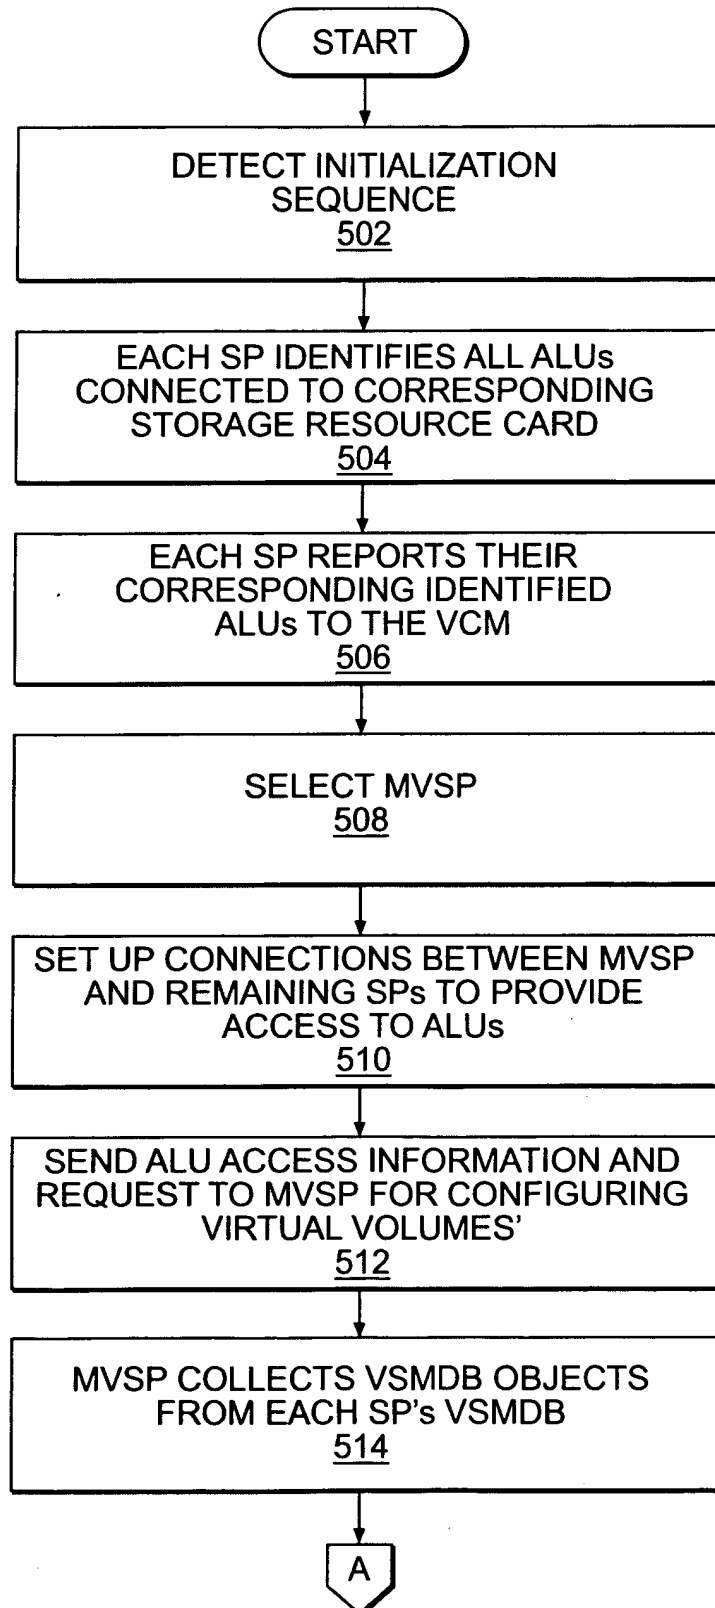 START
DETECT INITIALIZATION
SEQUENCE
502
EACH SP IDENTIFIES ALL ALUs
CONNECTED TO CORRESPONDING
STORAGE RESOURCE CARD
504
EACH SP REPORTS THEIR
CORRESPONDING IDENTIFIED
ALUs TO THE VCM
506
SELECT MVSP
508
SET UP CONNECTIONS BETWEEN MVSP
AND REMAINING SPs TO PROVIDE
ACCESS TO ALUs
510
SEND ALU ACCESS INFORMATION AND
REQUEST TO MVSP FOR CONFIGURING
VIRTUAL VOLUMES'
512
MVSP COLLECTS VSMDB OBJECTS
FROM EACH SP's VSMDB
514
A